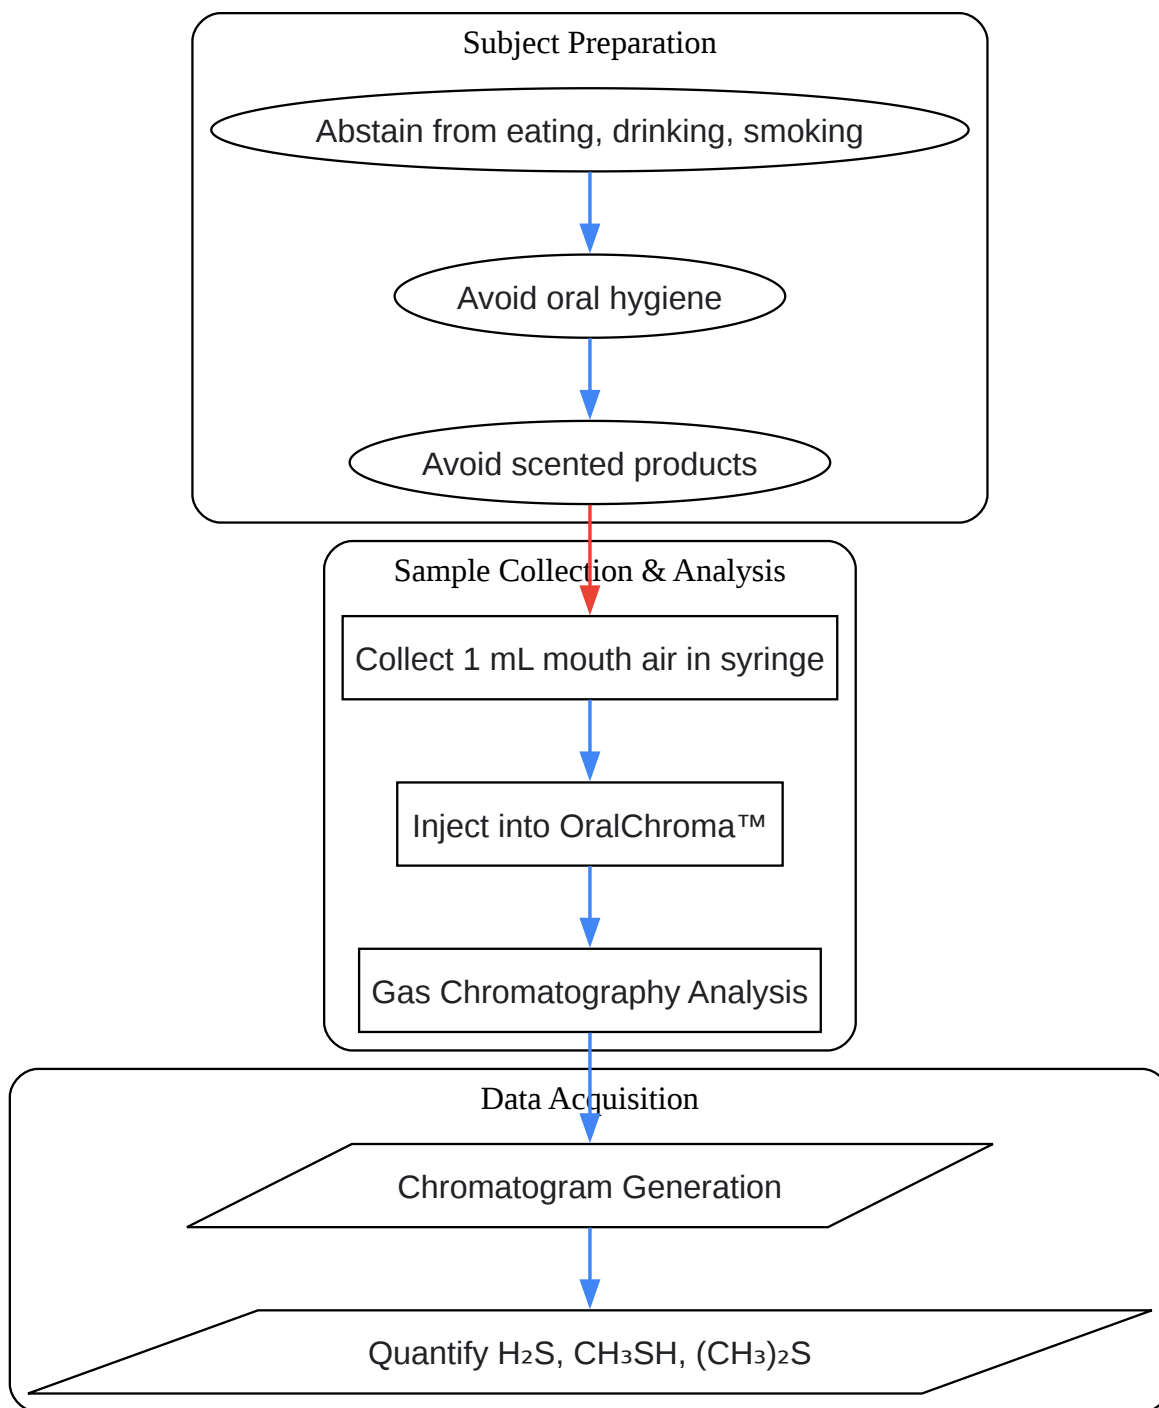 Subject Preparation
Abstain from eating, drinking, smoking
Avoid oral hygiene
Avoid scented products
Sample Collection & Analysis
Collect 1 mL mouth air in syringe
Inject into OralChroma™
Gas Chromatography Analysis
Data Acquisition
Chromatogram Generation
Quantify H₂S, CH₃SH, (CH₃)₂S